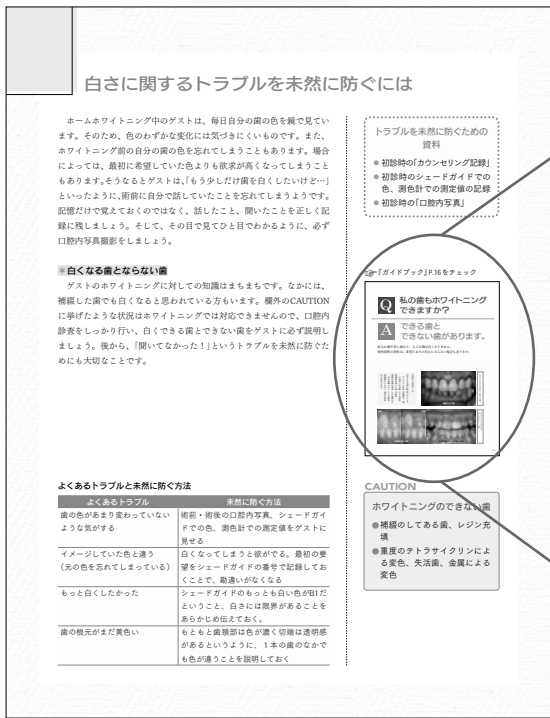 白さに関するトラブルを未然に防ぐには
ホームホワイトニング中のゲストは、毎日自分の歯の色を鏡で見てい
ます。そのため、色のわずかな変化には気づきにくいものです。また、
ホワイトニング前の自分の歯の色を忘れてしまうこともあります。場合
によっては、最初に希望していた色よりも欲求が高くなってしまうこと
もあります。そうなるとゲストは、「もう少しだけ歯を白くしたいけど…」
といったように、術前に自分で話していたことを忘れてしまうようです。
記憶だけで覚えておくのではなく、話したこと、聞いたことを正しく記
録に残しましょう。そして、その目で見てひと目でわかるように、必ず
口腔内写真撮影をしましょう。
＊白くなる歯とならない歯
ゲストのホワイトニングに対しての知識はまちまちです。なかには、
補綴した歯でも白くなると思われている方もいます。欄外のCAUTION
に挙げたような状況はホワイトニングでは対応できませんので、口腔内
診査をしっかり行い、白くできる歯とできない歯をゲストに必ず説明し
ましょう。後から、「聞いてなかった！」というトラブルを未然に防ぐた
めにも大切なことです。
よくあるトラブルと未然に防ぐ方法
よくあるトラブル 未然に防ぐ方法
歯の色があまり変わっていない
ような気がする
術前・術後の口腔内写真、シェードガイ
ドでの色、測色計での測定値をゲストに
見せる
イメージしていた色と違う
（元の色を忘れてしまっている）
白くなってしまうと欲がでる。最初の要
望をシェードガイドの番号で記録してお
くことで、勘違いがなくなる
もっと白くしたかった
シェードガイドのもっとも白い色がB1だ
ということ、白さには限界があることを
あらかじめ伝えておく。
歯の根元がまだ黄色い
もともと歯頸部は色が濃く切端は透明感
があるというように、１本の歯のなかで
も色が違うことを説明しておく
トラブルを未然に防ぐための
資料
●初診時の「カウンセリング記録」
●初診時のシェードガイドでの
色、測色計での測定値の記録
●初診時の「口腔内写真」
☞「ガイドブック」P.16をチェック
Q 私の歯もホワイトニング
できますか？
A できる歯と
できない歯があります。
CAUTION
ホワイトニングのできない歯
●補綴のしてある歯、レジン充
填
●重度のテトラサイクリンによ
る変色、失活歯、金属による
変色